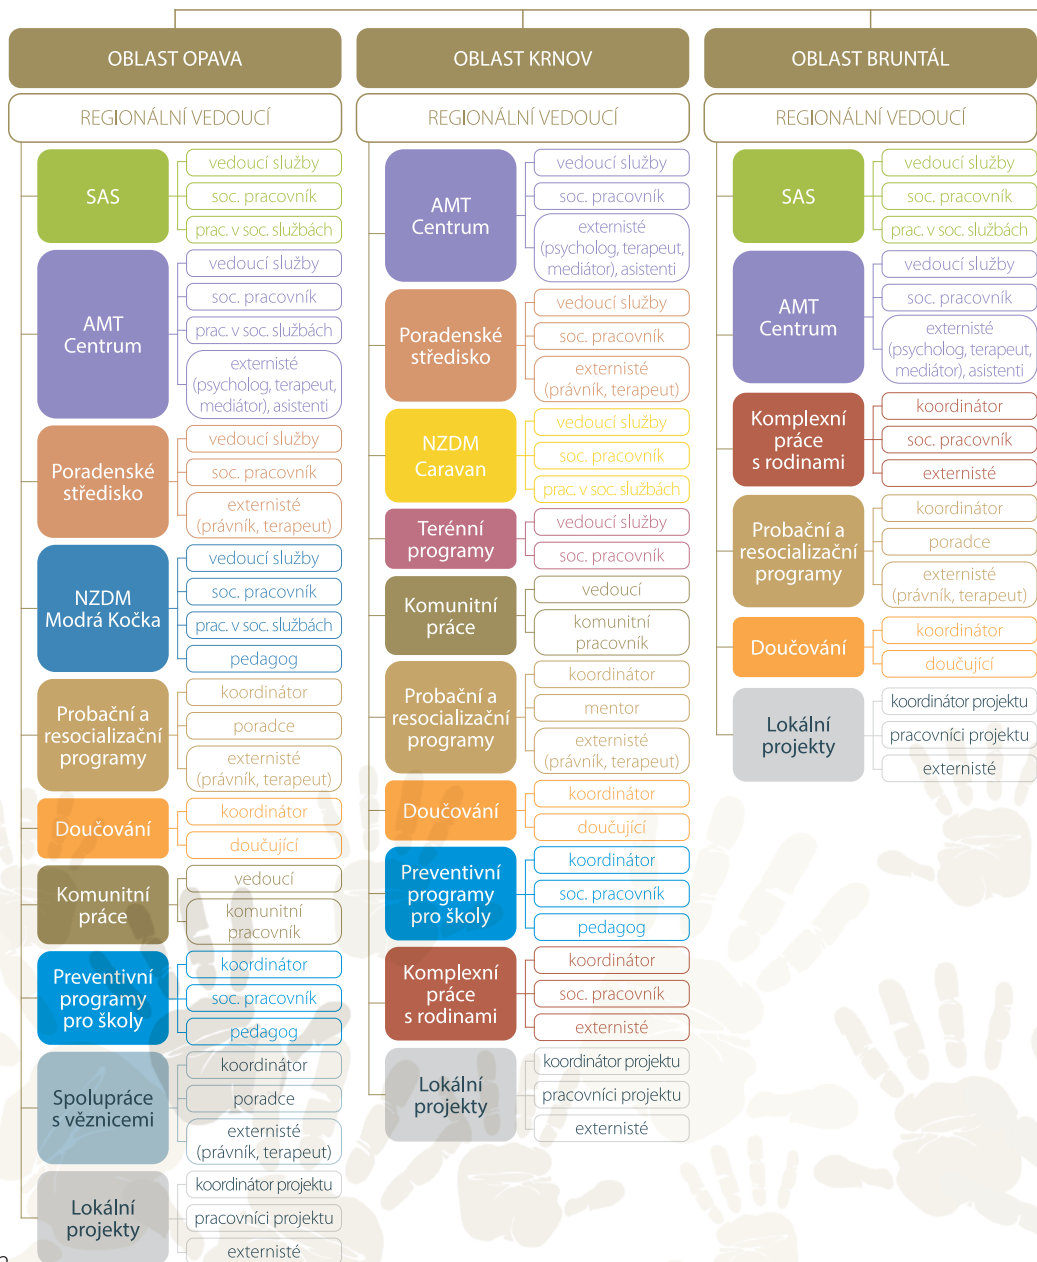 OBLAST OPAVA
REGIONÁLNÍ VEDOUCÍ
SAS
vedoucí služby
soc. pracovník
prac. v soc. službách
AMT
Centrum
vedoucí služby
soc. pracovník
prac. v soc. službách
externisté
(psycholog, terapeut,
mediátor), asistenti
Poradenské
středisko
vedoucí služby
soc. pracovník
externisté
(právník, terapeut)
NZDM
Modrá Kočka
vedoucí služby
soc. pracovník
prac. v soc. službách
pedagog
Probační a
resocializační
programy
koordinátor
poradce
externisté
(právník, terapeut)
Doučování
koordinátor
doučující
Komunitní
práce
vedoucí
komunitní
pracovník
Preventivní
programy
pro školy
koordinátor
soc. pracovník
pedagog
Spolupráce
s věznicemi
koordinátor
poradce
externisté
(právník, terapeut)
Lokální
projekty
koordinátor projektu
pracovníci projektu
externisté
OBLAST KRNOV
REGIONÁLNÍ VEDOUCÍ
AMT
Centrum
vedoucí služby
soc. pracovník
externisté
(psycholog, terapeut,
mediátor), asistenti
Poradenské
středisko
vedoucí služby
soc. pracovník
externisté
(právník, terapeut)
NZDM
Caravan
vedoucí služby
soc. pracovník
prac. v soc. službách
Terénní
programy
vedoucí služby
soc. pracovník
Komunitní
práce
vedoucí
komunitní
pracovník
Probační a
resocializační
programy
koordinátor
mentor
externisté
(právník, terapeut)
Doučování
koordinátor
doučující
Preventivní
programy
pro školy
koordinátor
soc. pracovník
pedagog
Komplexní
práce
s rodinami
koordinátor
soc. pracovník
externisté
Lokální
projekty
koordinátor projektu
pracovníci projektu
externisté
OBLAST BRUNTÁL
REGIONÁLNÍ VEDOUCÍ
SAS
vedoucí služby
soc. pracovník
prac. v soc. službách
AMT
Centrum
vedoucí služby
soc. pracovník
externisté
(psycholog, terapeut,
mediátor), asistenti
Komplexní
práce
s rodinami
koordinátor
soc. pracovník
externisté
Probační a
resocializační
programy
koordinátor
poradce
externisté
(právník, terapeut)
Doučování
koordinátor
doučující
Lokální
projekty
koordinátor projektu
pracovníci projektu
externisté